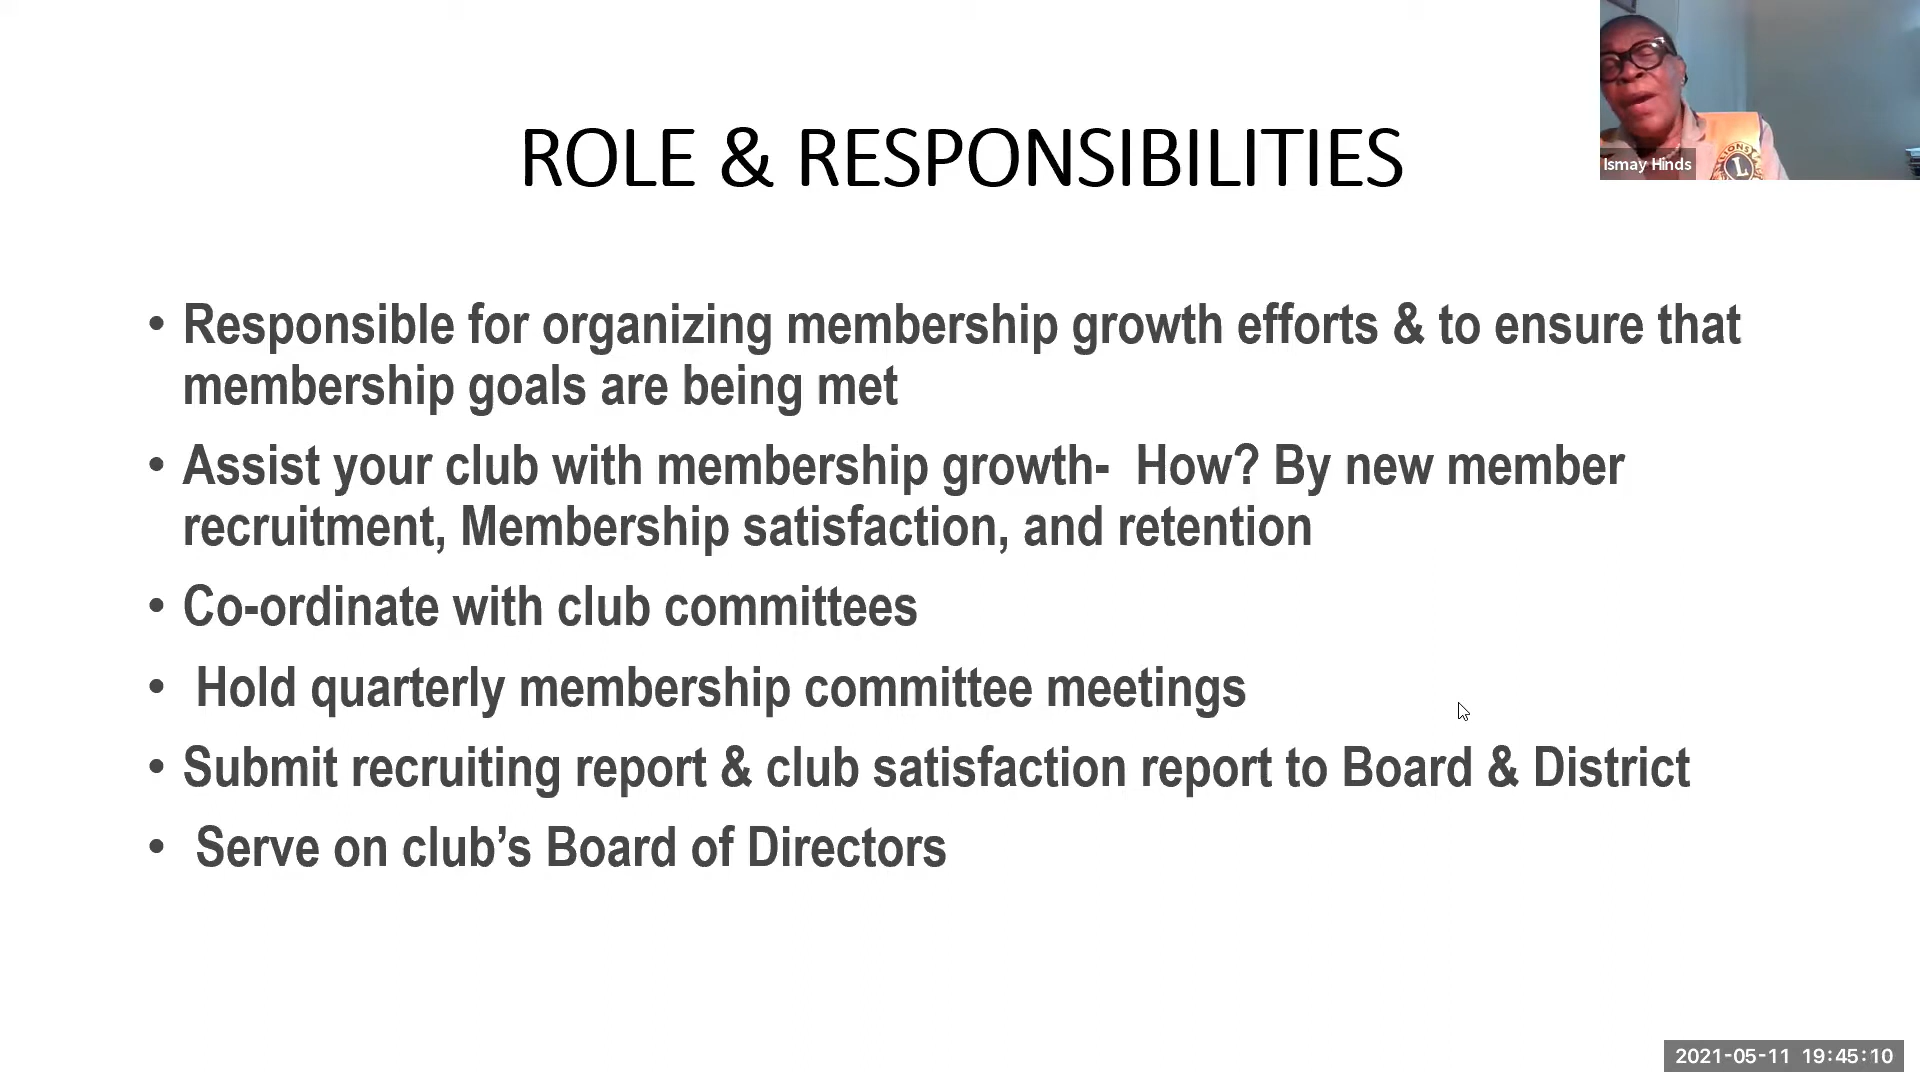 ROLE & RESPONSIBILITIES
Ismay Hinds
LIONS
L
• Responsible for organizing membership growth efforts & to ensure that
membership goals are being met
• Assist your club with membership growth-  How? By new member
recruitment, Membership satisfaction, and retention
• Co-ordinate with club committees
• Hold quarterly membership committee meetings
• Submit recruiting report & club satisfaction report to Board & District
• Serve on club’s Board of Directors
2021-05-11 19:45:10